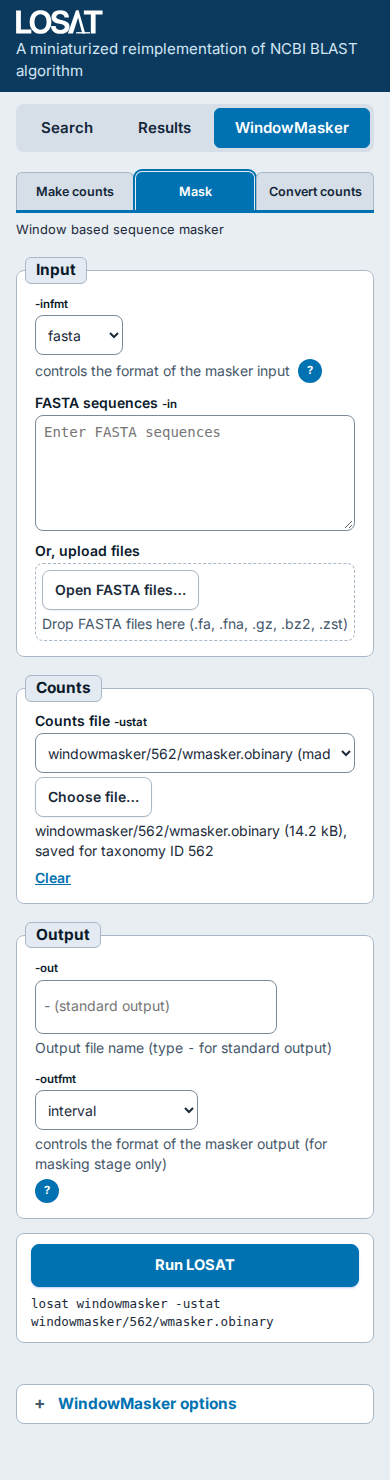 LOSAT
A miniaturized reimplementation of NCBI BLAST
algorithm
Search
Results
WindowMasker
Make counts
Mask
Convert counts
Window based sequence masker
Input
-infmt
fasta
controls the format of the masker input ?
FASTA sequences -in
Enter FASTA sequences
Or, upload files
Open FASTA files...
Drop FASTA files here (.fa, .fna, .gz, .bz2, .zst)
Counts
Counts file -ustat
windowmasker/562/wmasker.obinary (mad
Choose file...
windowmasker/562/wmasker.obinary (14.2 kB),
saved for taxonomy ID 562
Clear
Output
-out
- (standard output)
Output file name (type - for standard output)
-outfmt
interval
controls the format of the masker output (for
masking stage only)
?
Run LOSAT
losat windowmasker -ustat
windowmasker/562/wmasker.obinary
+ WindowMasker options